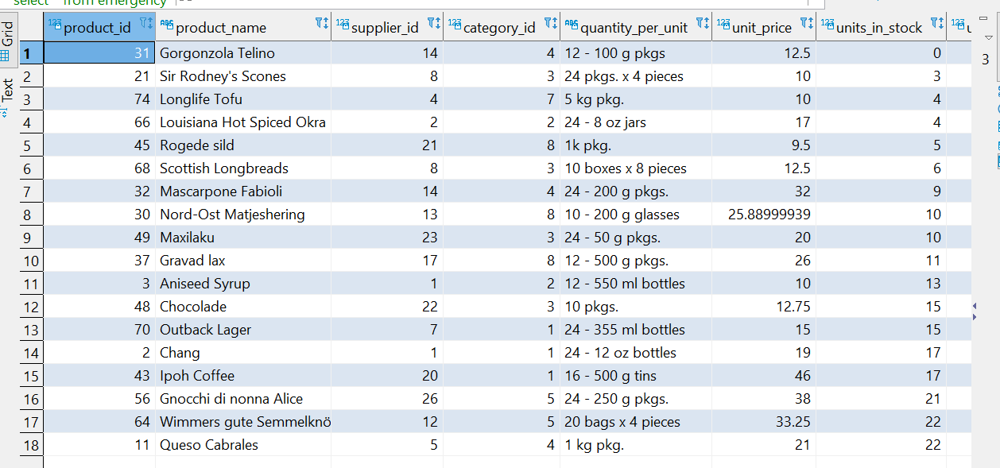 select * from emergency
Grid
Text
123 product_id ABC product_name 123 supplier_id 123 category_id ABC quantity_per_unit 123 unit_price 123 units_in_stock 123
1 31 Gorgonzola Telino 14 4 12 - 100 g pkgs 12.5 0
2 21 Sir Rodney's Scones 8 3 24 pkgs. x 4 pieces 10 3
3 74 Longlife Tofu 4 7 5 kg pkg. 10 4
4 66 Louisiana Hot Spiced Okra 2 2 24 - 8 oz jars 17 4
5 45 Rogede sild 21 8 1k pkg. 9.5 5
6 68 Scottish Longbreads 8 3 10 boxes x 8 pieces 12.5 6
7 32 Mascarpone Fabioli 14 4 24 - 200 g pkgs. 32 9
8 30 Nord-Ost Matjeshering 13 8 10 - 200 g glasses 25.88999939 10
9 49 Maxilaku 23 3 24 - 50 g pkgs. 20 10
10 37 Gravad lax 17 8 12 - 500 g pkgs. 26 11
11 3 Aniseed Syrup 1 2 12 - 550 ml bottles 10 13
12 48 Chocolade 22 3 10 pkgs. 12.75 15
13 70 Outback Lager 7 1 24 - 355 ml bottles 15 15
14 2 Chang 1 1 24 - 12 oz bottles 19 17
15 43 Ipoh Coffee 20 1 16 - 500 g tins 46 17
16 56 Gnocchi di nonna Alice 26 5 24 - 250 g pkgs. 38 21
17 64 Wimmers gute Semmelknö 12 5 20 bags x 4 pieces 33.25 22
18 11 Queso Cabrales 5 4 1 kg pkg. 21 22
3